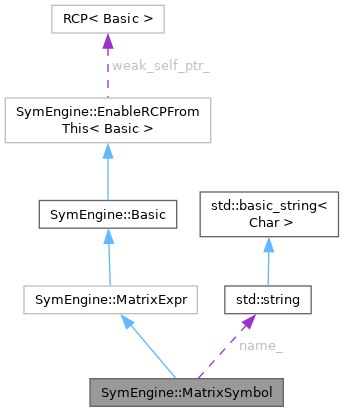 RCP< Basic >
weak_self_ptr_
SymEngine::EnableRCPFrom
This< Basic >
SymEngine::Basic
std::basic_string<
Char >
SymEngine::MatrixExpr
std::string
name_
SymEngine::MatrixSymbol